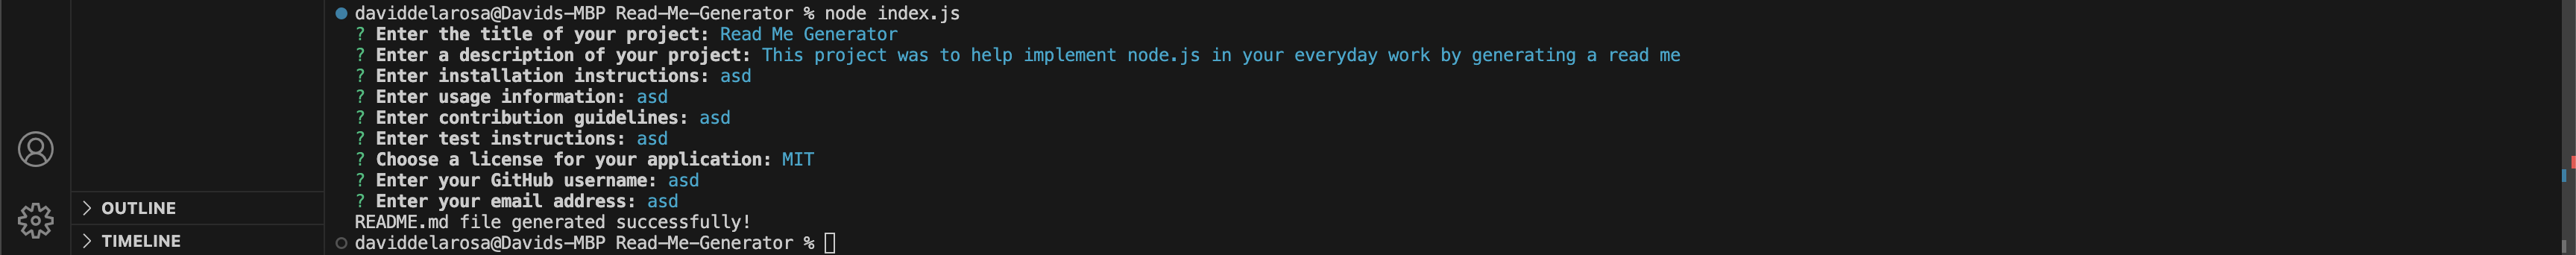 daviddelarosa@Davids-MBP Read-Me-Generator % node index.js
? Enter the title of your project: Read Me Generator
? Enter a description of your project: This project was to help implement node.js in your everyday work by generating a read me
? Enter installation instructions: asd
? Enter usage information: asd
? Enter contribution guidelines: asd
? Enter test instructions: asd
? Choose a license for your application: MIT
? Enter your GitHub username: asd
? Enter your email address: asd
README.md file generated successfully!
daviddelarosa@Davids-MBP Read-Me-Generator %
OUTLINE
TIMELINE